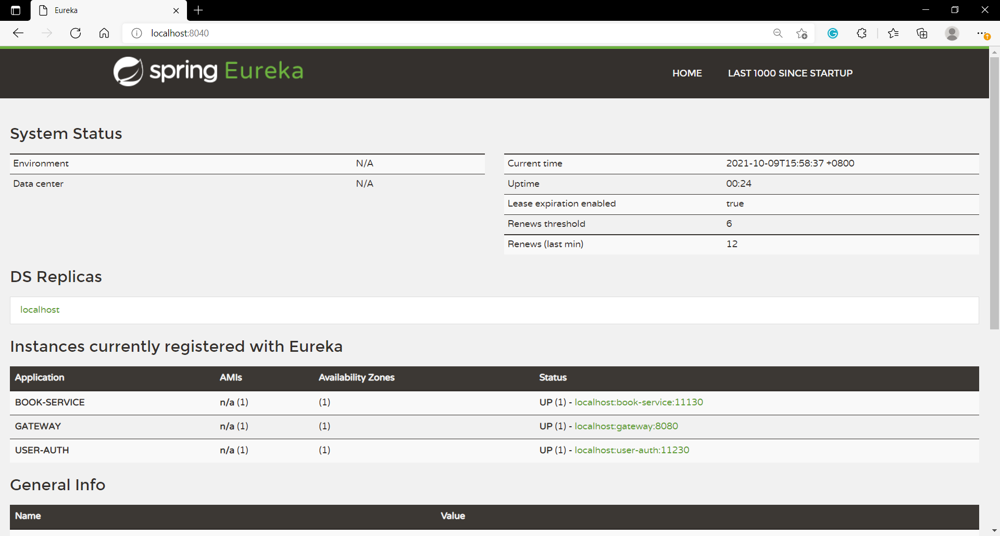 Eureka
localhost:8040
spring Eureka
HOME
LAST 1000 SINCE STARTUP
System Status
Environment N/A
Data center N/A
Current time 2021-10-09T15:58:37 +0800
Uptime 00:24
Lease expiration enabled true
Renews threshold 6
Renews (last min) 12
DS Replicas
localhost
Instances currently registered with Eureka
Application AMIs Availability Zones Status
BOOK-SERVICE n/a (1) (1) UP (1) - localhost:book-service:11130
GATEWAY n/a (1) (1) UP (1) - localhost:gateway:8080
USER-AUTH n/a (1) (1) UP (1) - localhost:user-auth:11230
General Info
Name Value